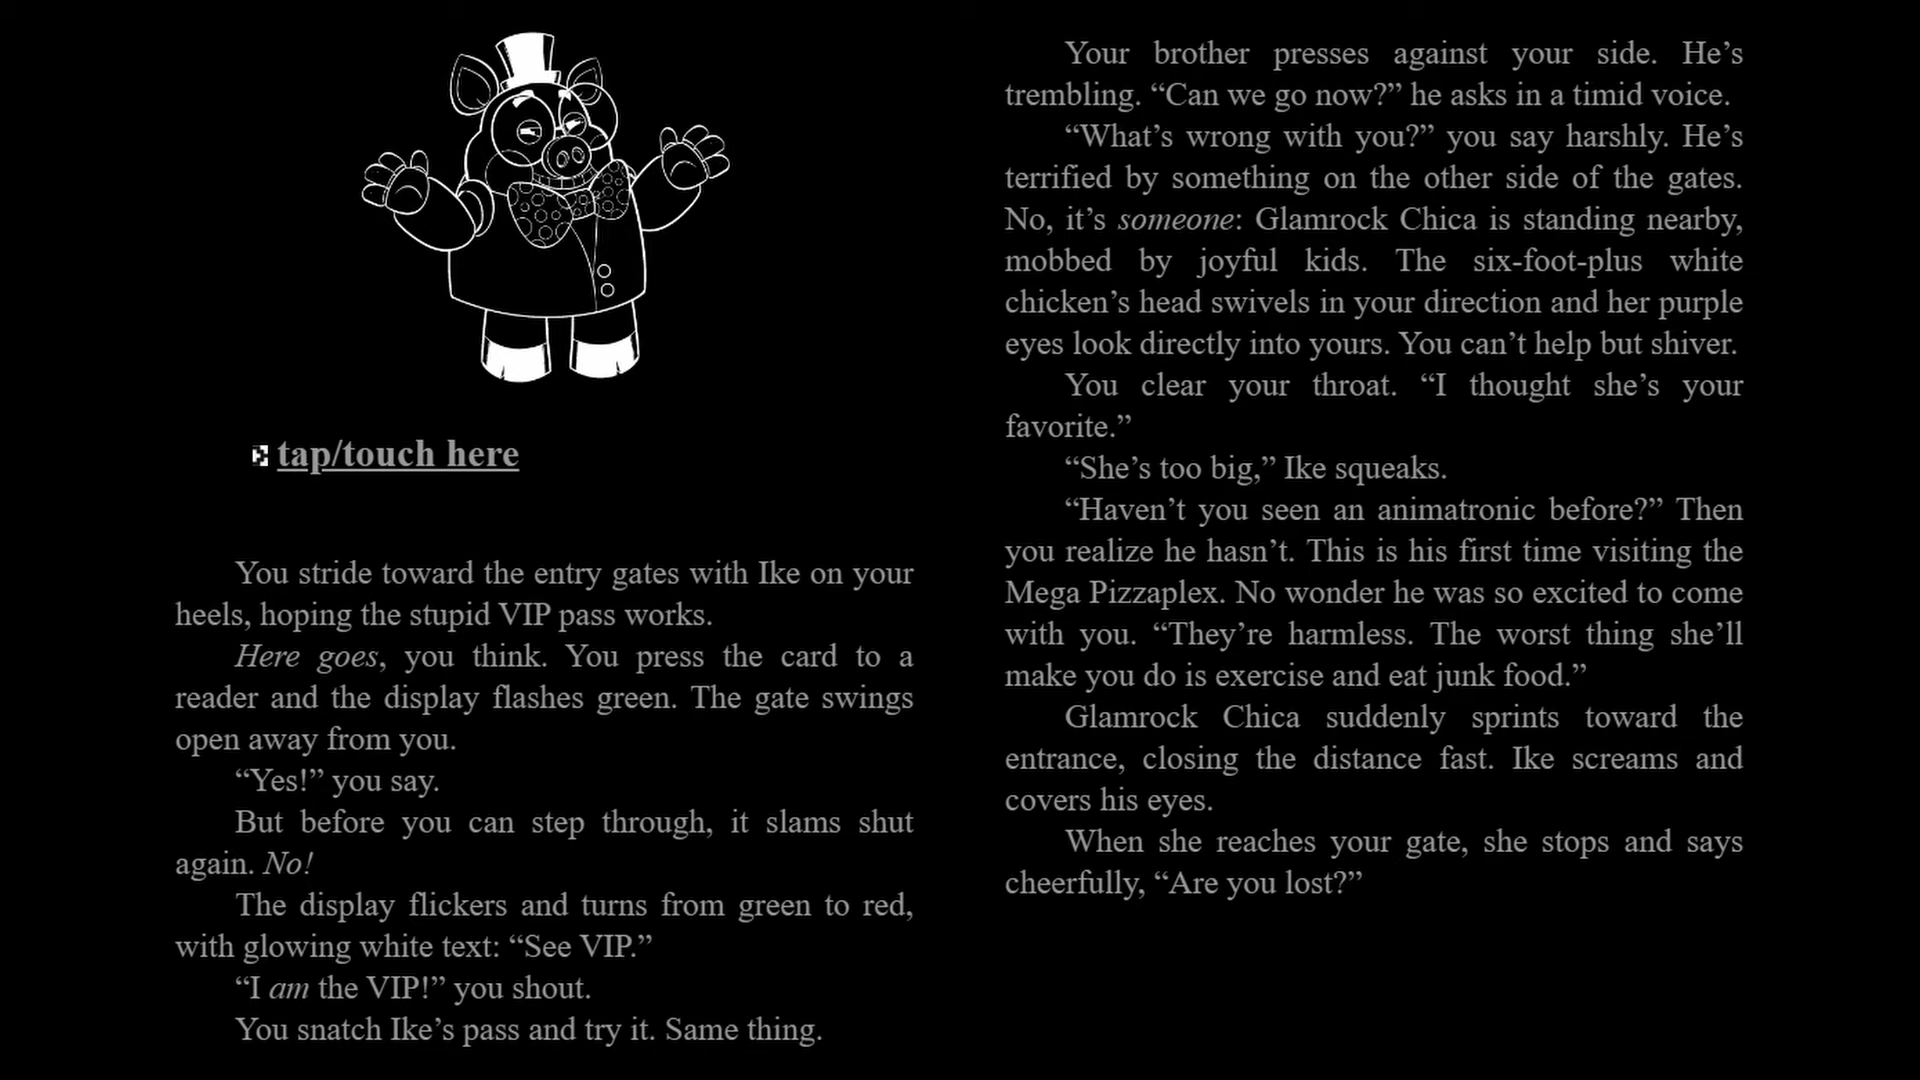 tap/touch here
You stride toward the entry gates with Ike on your
heels, hoping the stupid VIP pass works.
Here goes, you think. You press the card to a
reader and the display flashes green. The gate swings
open away from you.
“Yes!” you say.
But before you can step through, it slams shut
again. No!
The display flickers and turns from green to red,
with glowing white text: “See VIP.”
“I am the VIP!” you shout.
You snatch Ike’s pass and try it. Same thing.
Your brother presses against your side. He’s
trembling. “Can we go now?” he asks in a timid voice.
“What’s wrong with you?” you say harshly. He’s
terrified by something on the other side of the gates.
No, it’s someone: Glamrock Chica is standing nearby,
mobbed by joyful kids. The six-foot-plus white
chicken’s head swivels in your direction and her purple
eyes look directly into yours. You can’t help but shiver.
You clear your throat. “I thought she’s your
favorite.”
“She’s too big,” Ike squeaks.
“Haven’t you seen an animatronic before?” Then
you realize he hasn’t. This is his first time visiting the
Mega Pizzaplex. No wonder he was so excited to come
with you. “They’re harmless. The worst thing she’ll
make you do is exercise and eat junk food.”
Glamrock Chica suddenly sprints toward the
entrance, closing the distance fast. Ike screams and
covers his eyes.
When she reaches your gate, she stops and says
cheerfully, “Are you lost?”